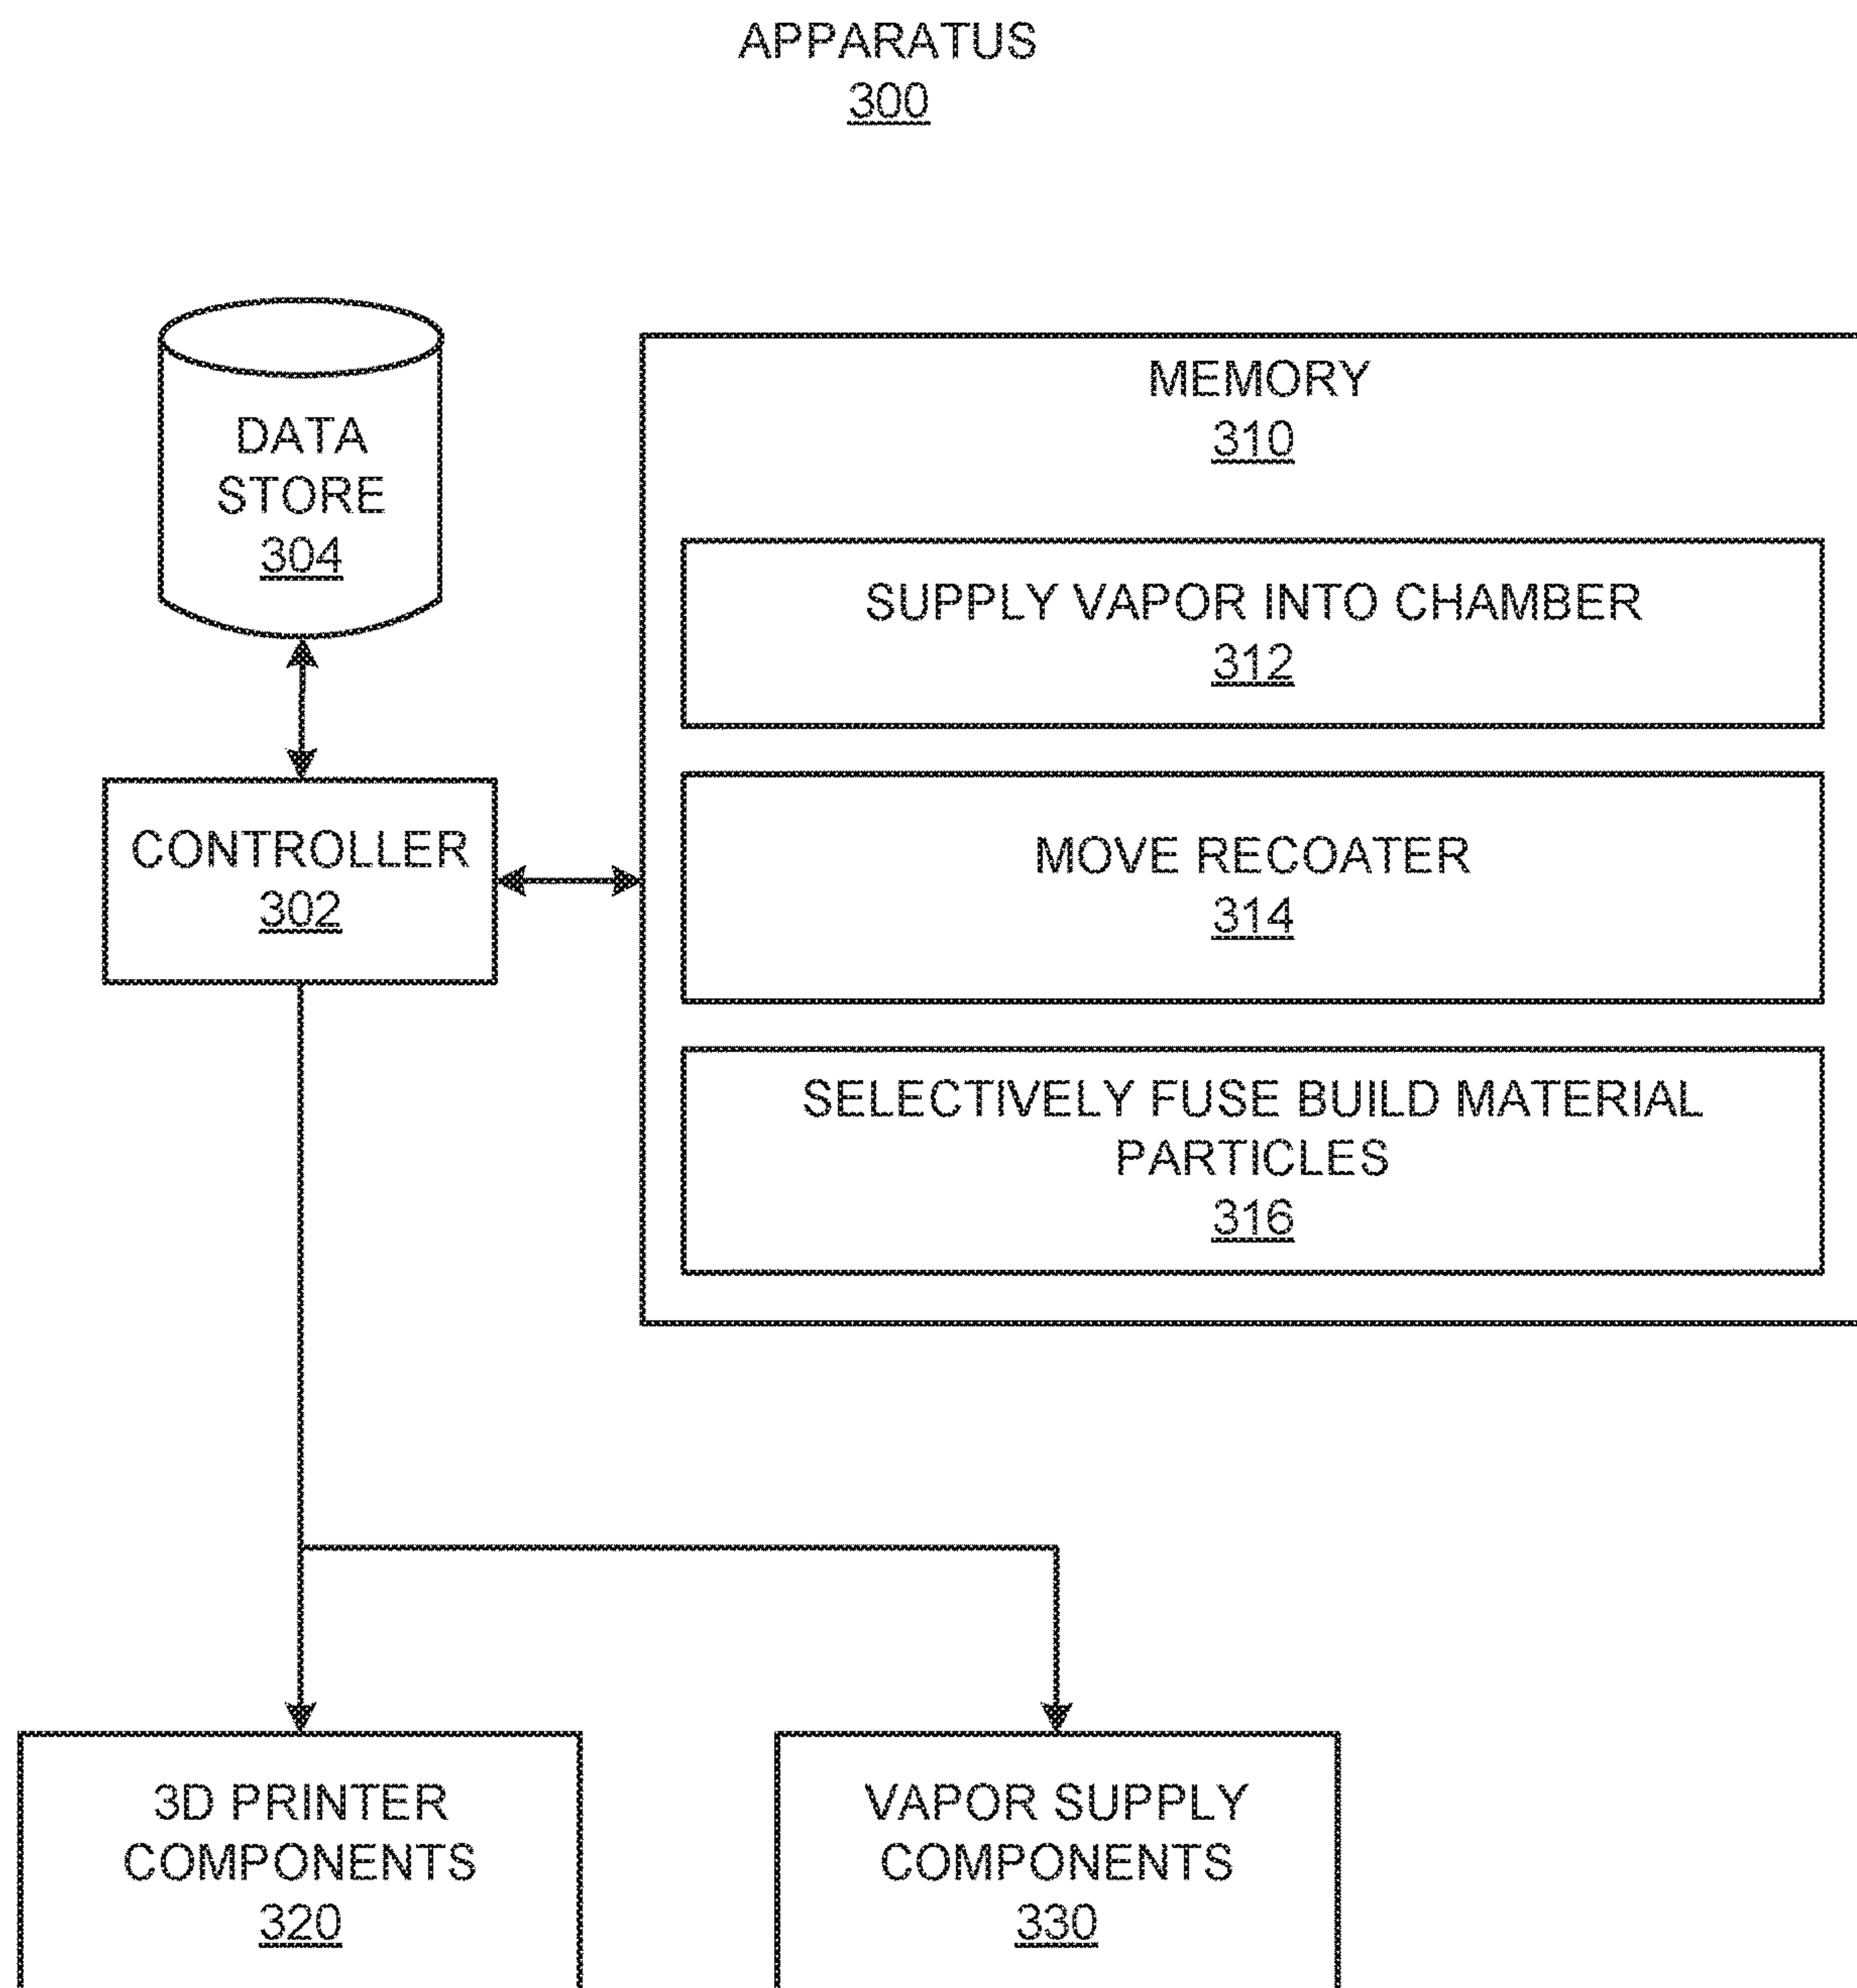 APPARATUS
300
DATA
STORE
304
MEMORY
310
SUPPLY VAPOR INTO CHAMBER
312
CONTROLLER
302
MOVE RECOATER
314
SELECTIVELY FUSE BUILD MATERIAL
PARTICLES
316
3D PRINTER
COMPONENTS
320
VAPOR SUPPLY
COMPONENTS
330